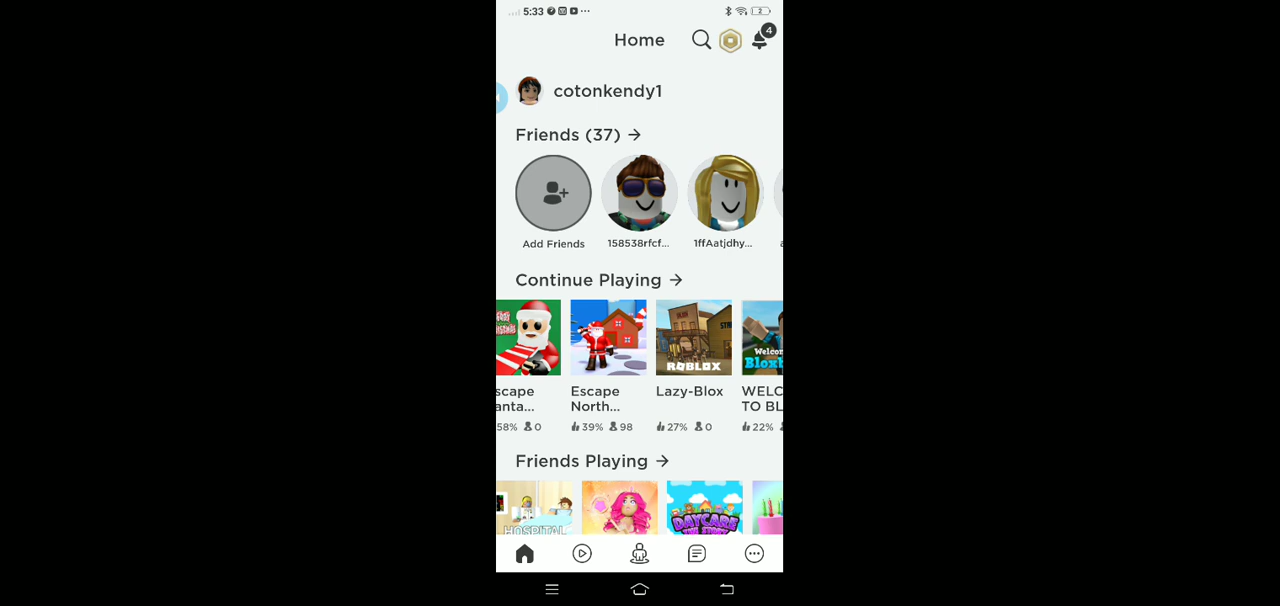 5:33 ... 2
Home
4
cotonkendy1
Friends (37) →
Add Friends 158538rfcf... 1ffAatjdhy...
Continue Playing →
ROBLOX
scape
anta... Escape
North... Lazy-Blox WELC
TO BL
58% 0 39% 98 27% 0 22%
Friends Playing →
HOSPITAL DAYCARE